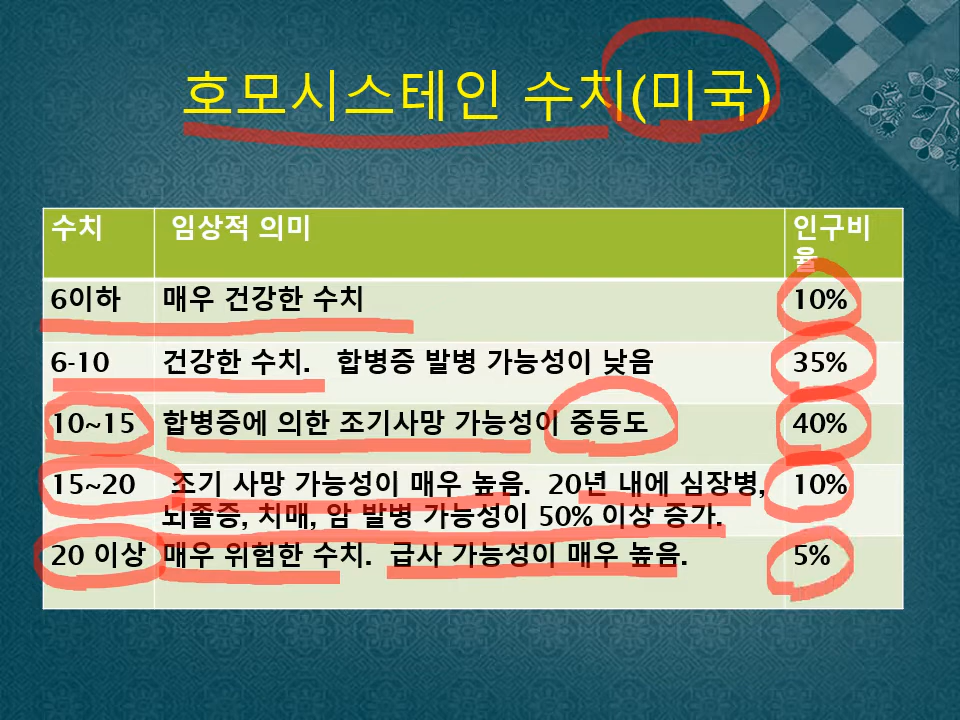 호모시스테인 수치(미국)
수치 임상적 의미 인구비
율
6이하 매우 건강한 수치 10%
6-10 건강한 수치. 합병증 발병 가능성이 낮음 35%
10~15 합병증에 의한 조기사망 가능성이 중등도 40%
15~20 조기 사망 가능성이 매우 높음. 20년 내에 심장병, 10%
뇌졸증, 치매, 암 발병 가능성이 50% 이상 증가.
20 이상 매우 위험한 수치. 급사 가능성이 매우 높음. 5%